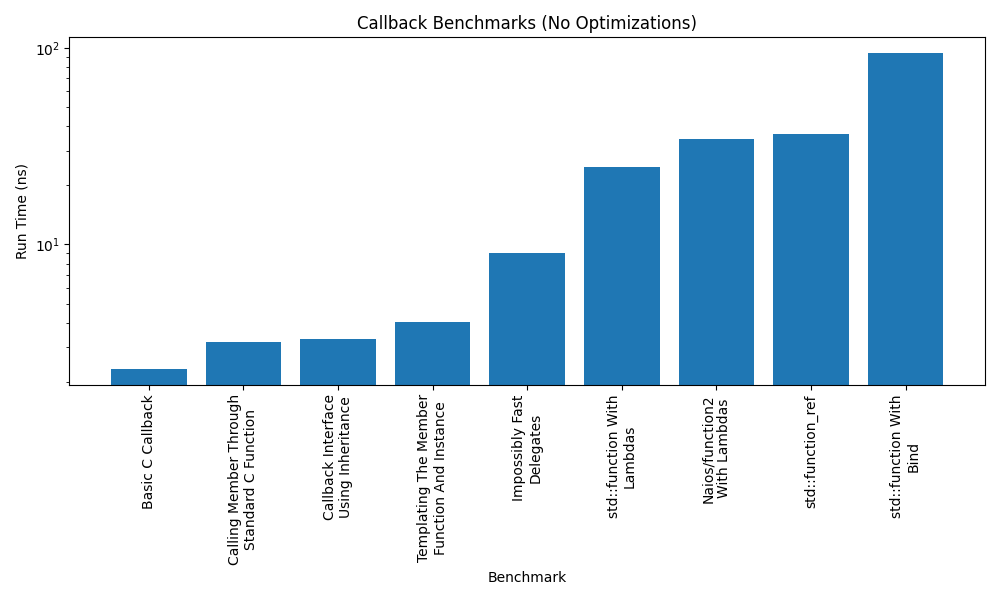 Callback Benchmarks (No Optimizations)
Run Time (ns)
10²
10¹
Basic C Callback
Calling Member Through
Standard C Function
Callback Interface
Using Inheritance
Templating The Member
Function And Instance
Impossibly Fast
Delegates
std::function With
Lambdas
Naios/function2
With Lambdas
std::function_ref
std::function With
Bind
Benchmark